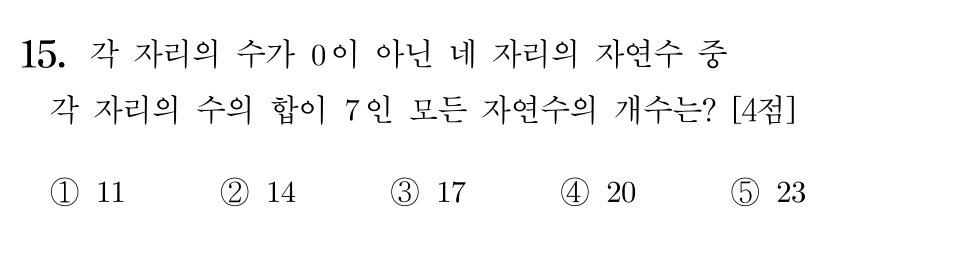 15. 각 자리의 수가 0이 아닌 네 자리의 자연수 중
각 자리의 수의 합이 7인 모든 자연수의 개수는? [4점]
① 11 ② 14 ③ 17 ④ 20 ⑤ 23